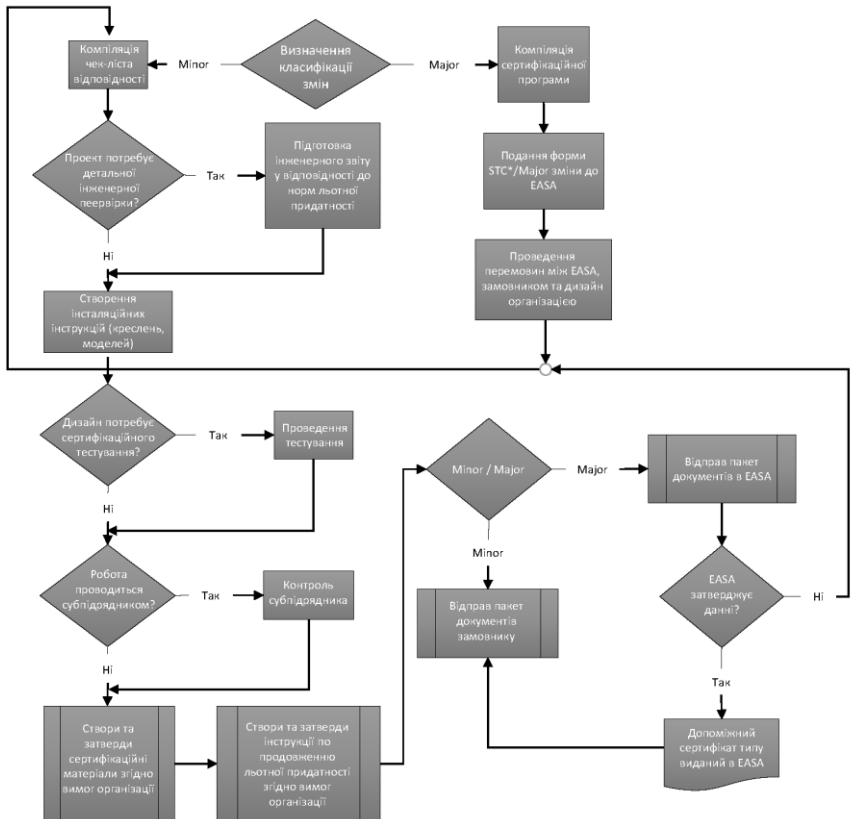 Компіляція
чек-ліста
відповідності
Minor
Визначення
класифікації
змін
Major
Компіляція
сертифікаційної
програми
Проект потребує
детальної
інженерної
пеервірки?
Так
Підготовка
інженерного звіту
у відповідності до
норм льотної
придатності
Подання форми
STC*/Major зміни до
EASA
Ні
Проведення
перемовин між EASA,
замовником та дизайн
організацією
Створення
інсталяційних
інструкцій (креслень,
моделей)
Дизайн потребує
сертифікаційного
тестування?
Так
Проведення
тестування
Ні
Minor / Major
Major
Відправ пакет
документів в EASA
Minor
Робота
проводиться
субпідрядником?
Так
Контроль
субпідрядника
Ні
Відправ пакет
документів
замовнику
EASA
затверджує
данні?
Ні
Так
Створи та
затверди
сертифікаційні
матеріали згідно
вимог організації
Створи та затверди
інструкції по
продовженню
льотної придатності
згідно вимог
організації
Допоміжний
сертифікат типу
виданий в EASA